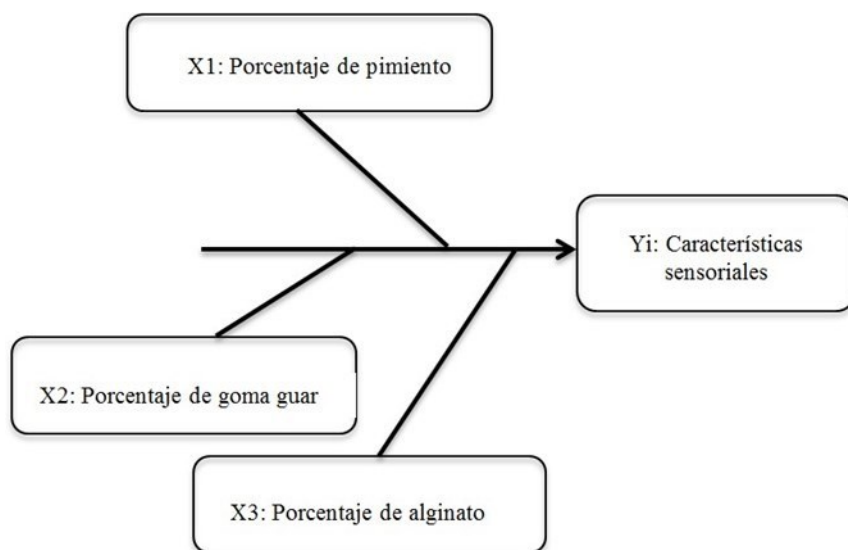 X1: Porcentaje de pimiento
Yi: Características
sensoriales
X2: Porcentaje de goma guar
X3: Porcentaje de alginato